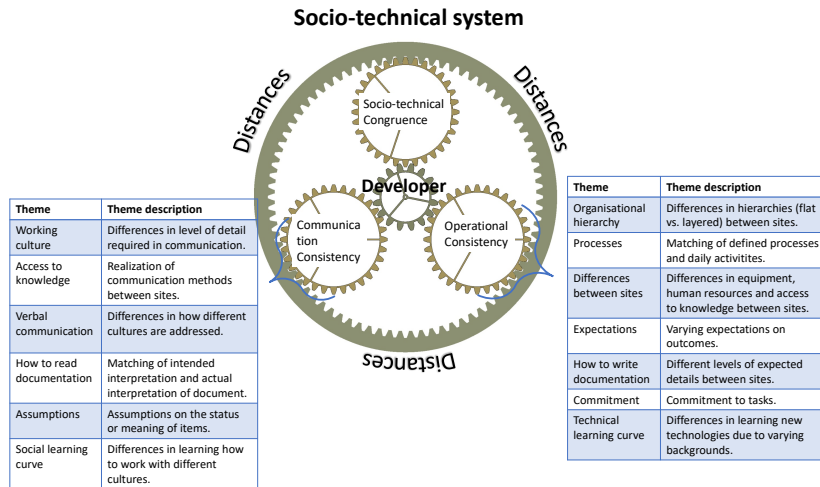 Socio-technical system
Distances
Distances
Socio-technical
Congruence
Developer
Communica
tion
Consistency
Operational
Consistency
Distances
Theme Theme description
Working Differences in level of detail
culture required in communication.
Access to Realization of
knowledge communication methods
between sites.
Verbal Differences in how different
communication cultures are addressed.
How to read Matching of intended
documentation interpretation and actual
interpretation of document.
Assumptions Assumptions on the status
or meaning of items.
Social learning Differences in learning how
curve to work with different
cultures.
Theme Theme description
Organisational Differences in hierarchies (flat
hierarchy vs. layered) between sites.
Processes Matching of defined processes
and daily activitites.
Differences Differences in equipment,
between sites human resources and access
to knowledge between sites.
Expectations Varying expectations on
outcomes.
How to write Different levels of expected
documentation details between sites.
Commitment Commitment to tasks.
Technical Differences in learning new
learning curve technologies due to varying
backgrounds.